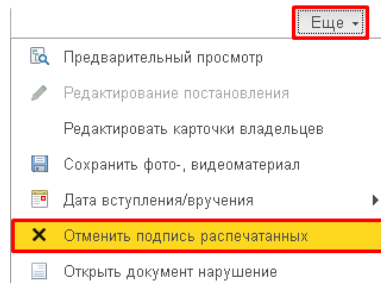 Еще
Предварительный просмотр
Редактирование постановления
Редактировать карточки владельцев
Сохранить фото-, видеоматериал
Дата вступления/вручения
Отменить подпись распечатанных
Открыть документ нарушение